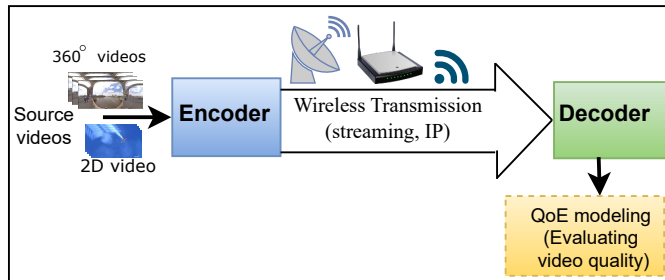 360° videos
Source
videos
2D video
Encoder
Wireless Transmission
(streaming, IP)
Decoder
QoE modeling
(Evaluating
video quality)